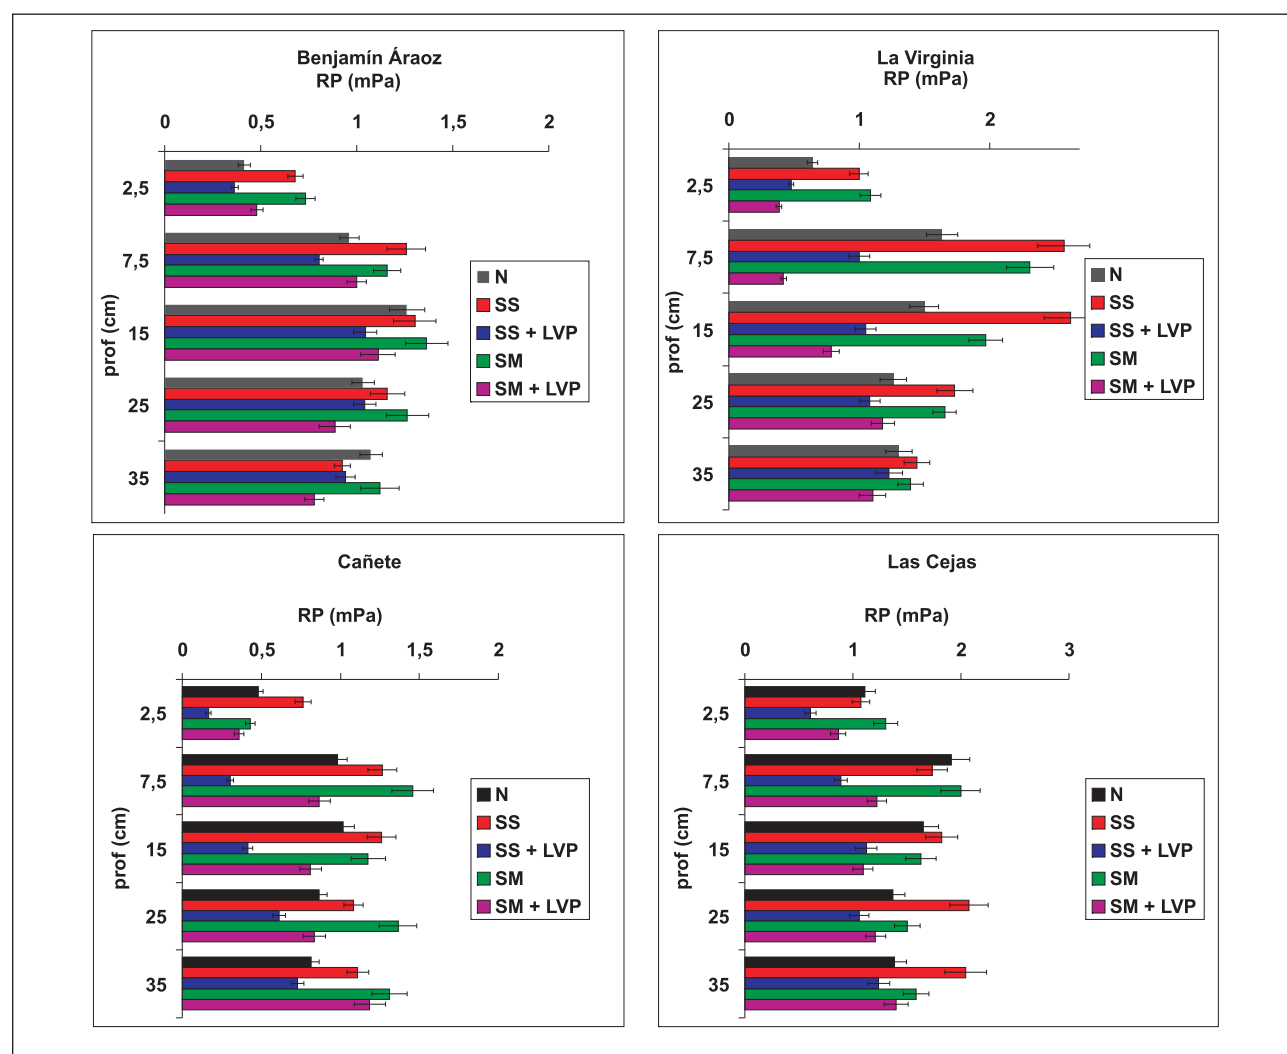 Benjamín Áraoz
RP (mPa)
0 0,5 1 1,5 2
2,5
7,5
15
25
35
prof (cm)
N
SS
SS + LVP
SM
SM + LVP
La Virginia
RP (mPa)
0 1 2
2,5
7,5
15
25
35
prof (cm)
N
SS
SS + LVP
SM
SM + LVP
Cañete
RP (mPa)
0 0,5 1 1,5 2
2,5
7,5
15
25
35
prof (cm)
N
SS
SS + LVP
SM
SM + LVP
Las Cejas
RP (mPa)
0 1 2 3
2,5
7,5
15
25
35
prof (cm)
N
SS
SS + LVP
SM
SM + LVP